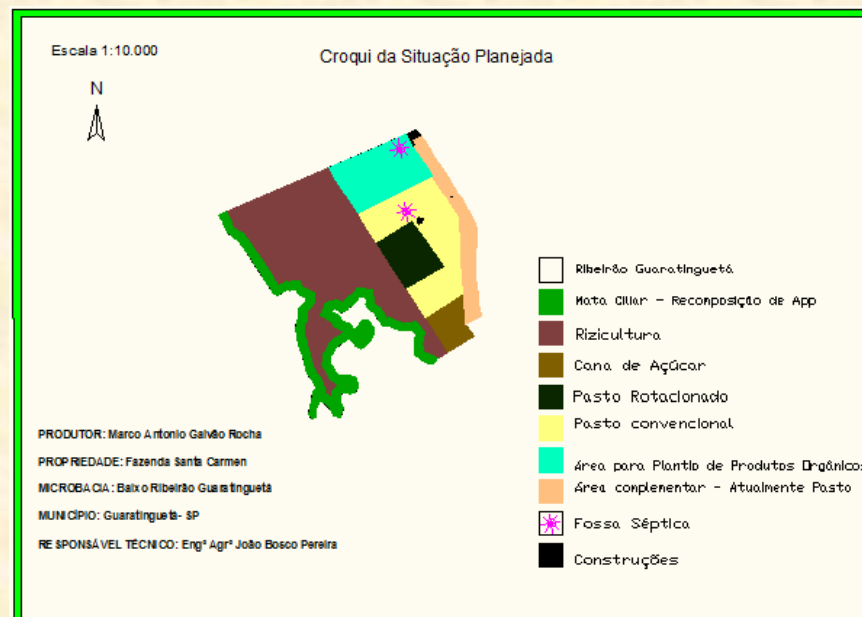 Escala 1:10.000
Croqui da Situação Planejada
N
Ribeirão Guaratinguetá
Mata Ciliar - Recomposição de App
Rizicultura
Cana de Açúcar
Pasto Rotacionado
Pasto convencional
Área para Plantio de Produtos Orgânicos
Área complementar - Atualmente Pasto
Fossa Séptica
Construções
PRODUTOR: Marco Antonio Galvão Rocha
PROPRIEDADE: Fazenda Santa Carmen
MICROBACIA: Baixo Ribeirão Guaratinguetá
MUNICÍPIO: Guaratinguetá- SP
RESPONSÁVEL TÉCNICO: Engº Agrº João Bosco Pereira